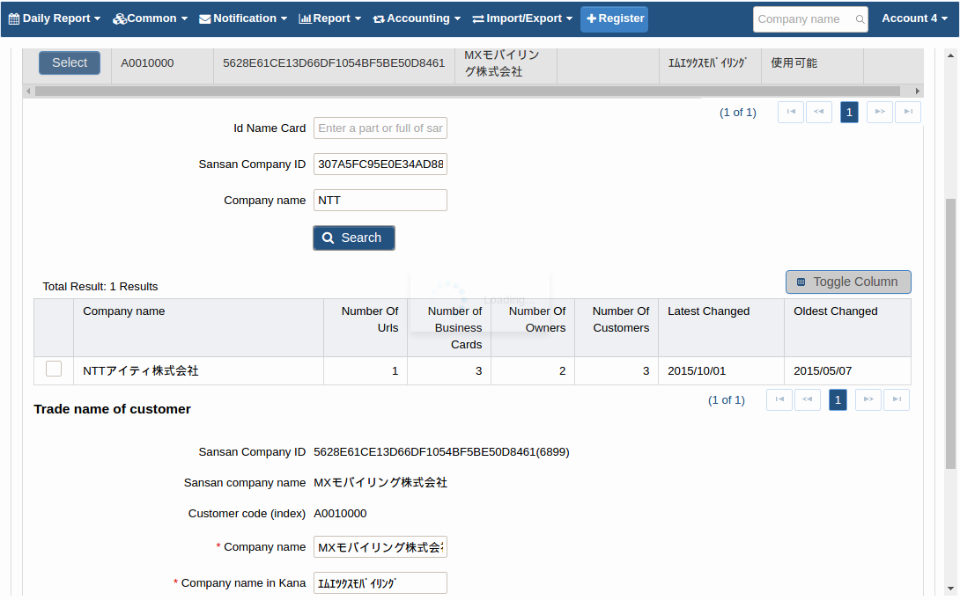 Daily Report Common Notification Report Accounting Import/Export Register Company name Account 4
Select A0010000 5628E61CE13D66DF1054BF5BE50D8461 MXモバイリン ｴﾑｴｯｸｽﾓﾊﾞｲﾘﾝｸﾞ 使用可能
グ株式会社
(1 of 1) 1
Id Name Card Enter a part or full of sar
Sansan Company ID 307A5FC95E0E34AD88
Company name NTT
Search
Total Result: 1 Results Loading Toggle Column
Company name Number Of Number of Number Of Number Of Latest Changed Oldest Changed
Urls Business Owners Customers
Cards
NTTアイティ株式会社 1 3 2 3 2015/10/01 2015/05/07
(1 of 1) 1
Trade name of customer
Sansan Company ID 5628E61CE13D66DF1054BF5BE50D8461(6899)
Sansan company name MXモバイリング株式会社
Customer code (index) A0010000
* Company name MXモバイリング株式会社
* Company name in Kana ｴﾑｴｯｸｽﾓﾊﾞｲﾘﾝｸﾞ